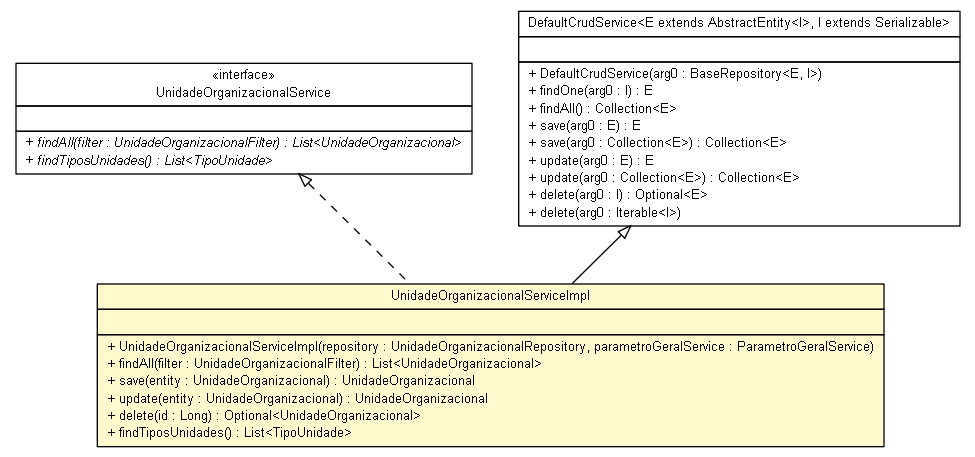 «interface»
UnidadeOrganizacionalService
+ findAll(filter : UnidadeOrganizacionalFilter) : List<UnidadeOrganizacional>
+ findTiposUnidades() : List<TipoUnidade>
DefaultCrudService<E extends AbstractEntity<I>, I extends Serializable>
+ DefaultCrudService(arg0 : BaseRepository<E, I>)
+ findOne(arg0 : I) : E
+ findAll() : Collection<E>
+ save(arg0 : E) : E
+ save(arg0 : Collection<E>) : Collection<E>
+ update(arg0 : E) : E
+ update(arg0 : Collection<E>) : Collection<E>
+ delete(arg0 : I) : Optional<E>
+ delete(arg0 : Iterable<I>)
UnidadeOrganizacionalServiceImpl
+ UnidadeOrganizacionalServiceImpl(repository : UnidadeOrganizacionalRepository, parametroGeralService : ParametroGeralService)
+ findAll(filter : UnidadeOrganizacionalFilter) : List<UnidadeOrganizacional>
+ save(entity : UnidadeOrganizacional) : UnidadeOrganizacional
+ update(entity : UnidadeOrganizacional) : UnidadeOrganizacional
+ delete(id : Long) : Optional<UnidadeOrganizacional>
+ findTiposUnidades() : List<TipoUnidade>